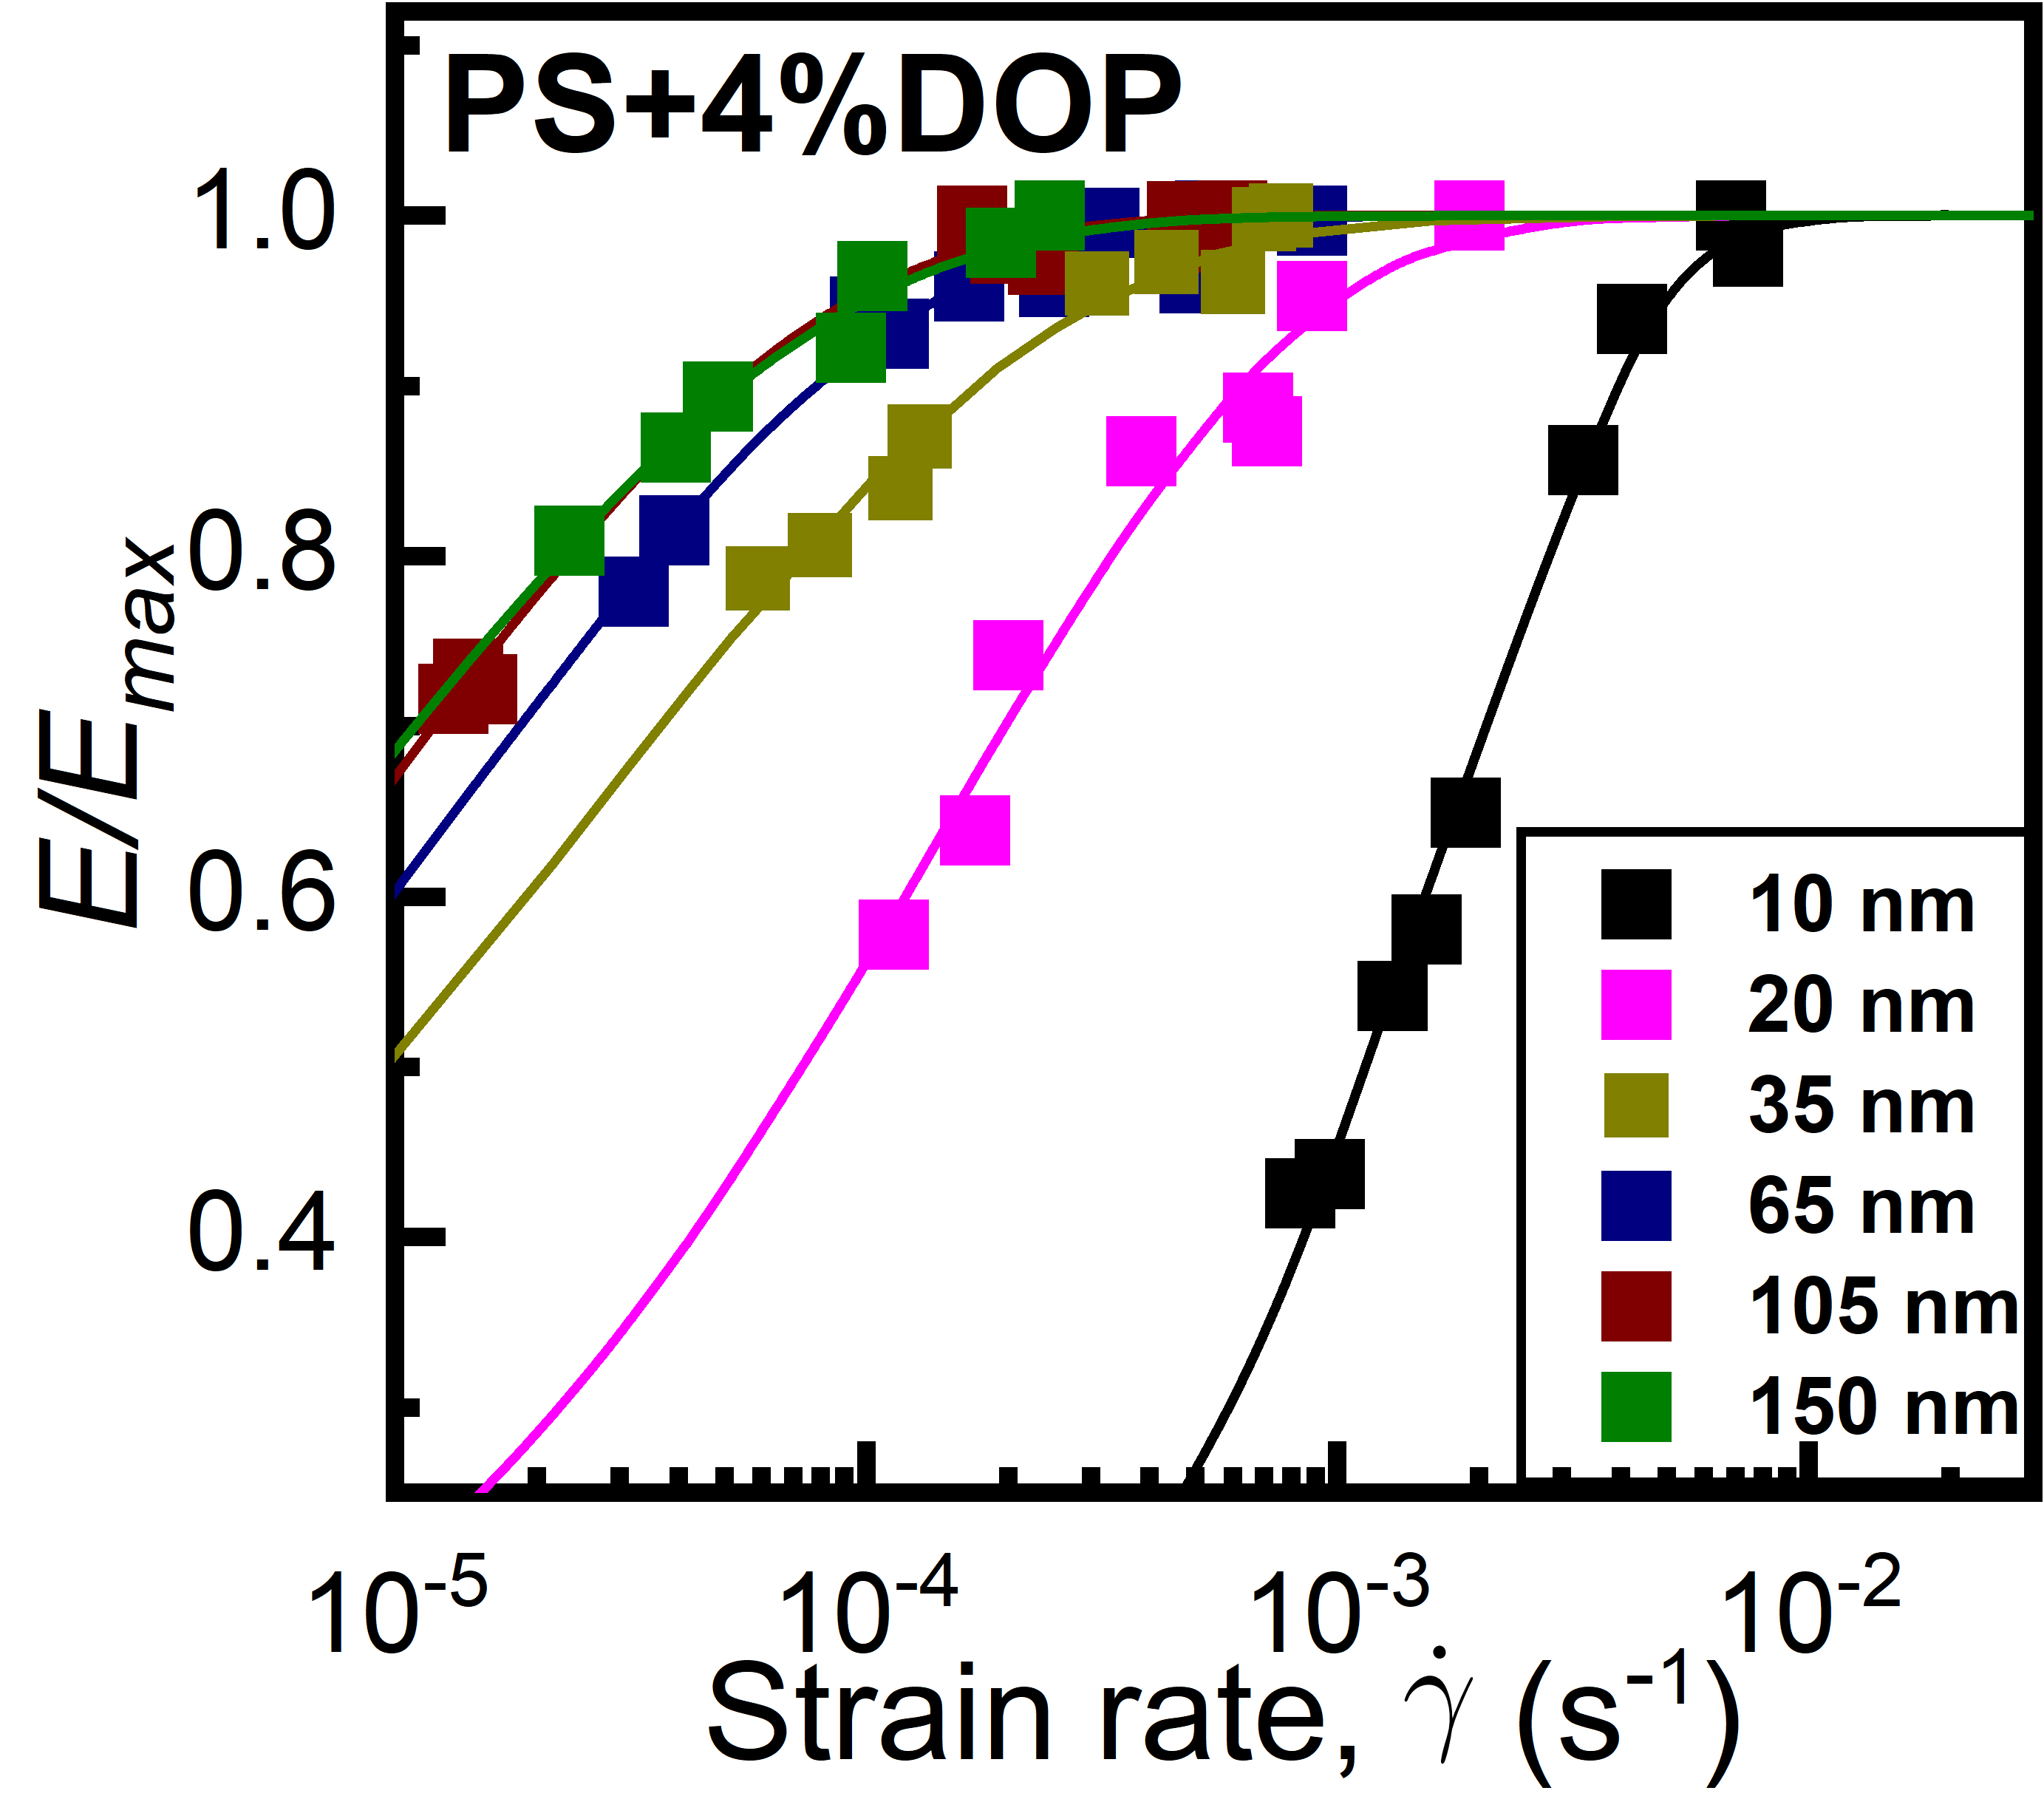 PS+4%DOP
1.0
0.8
0.6
0.4
E/Emax
10 nm
20 nm
35 nm
65 nm
105 nm
150 nm
10-5 10-4 10-3 10-2
Strain rate, γ̇ (s-1)